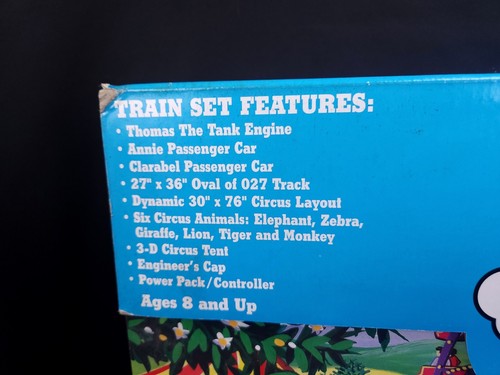 TRAIN SET FEATURES:
• Thomas The Tank Engine
• Annie Passenger Car
• Clarabel Passenger Car
• 27" x 36" Oval of 027 Track
• Dynamic 30" x 76" Circus Layout
• Six Circus Animals: Elephant, Zebra,
Giraffe, Lion, Tiger and Monkey
• 3-D Circus Tent
• Engineer's Cap
• Power Pack/Controller
Ages 8 and Up